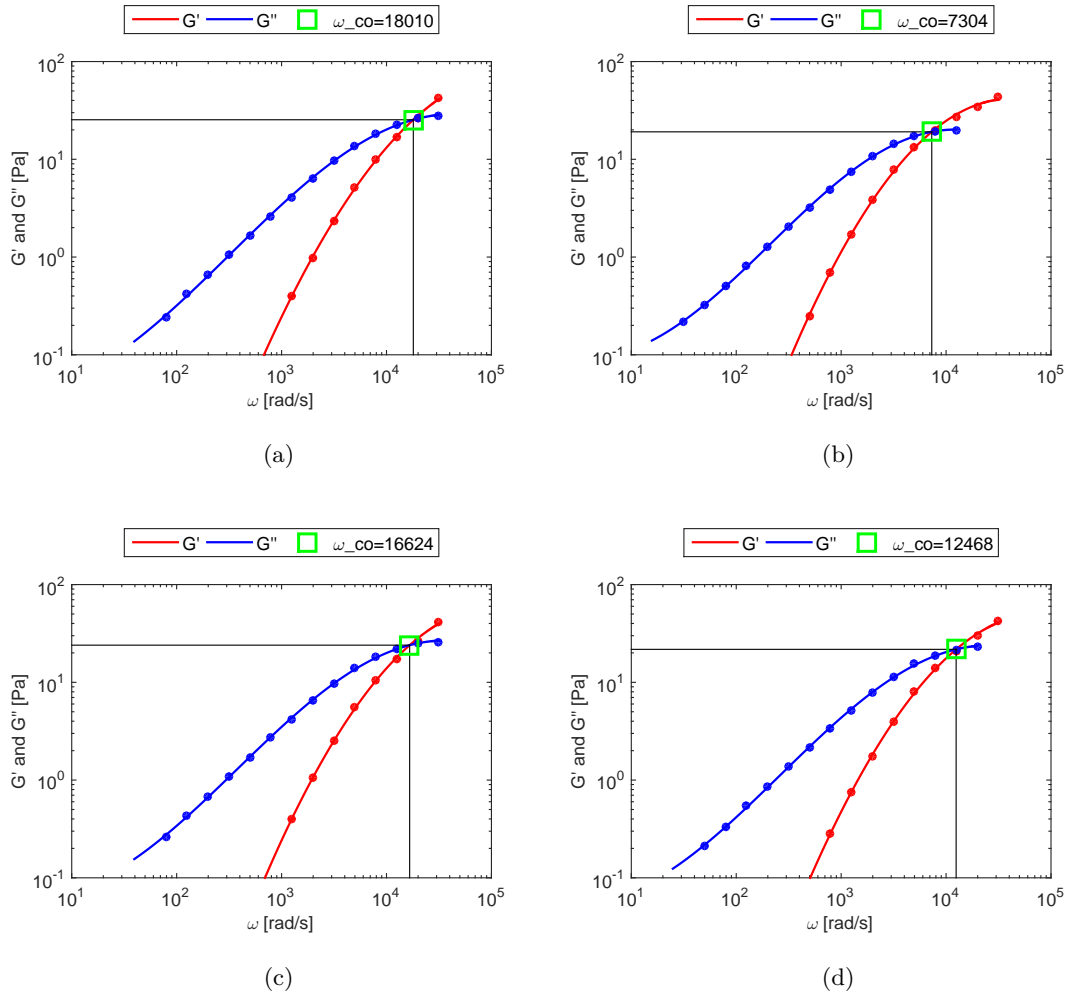 G' G" ω_co=18010
G' and G" [Pa]
10^2
10^1
10^0
10^-1
10^1 10^2 10^3 10^4 10^5
ω [rad/s]
(a)
G' G" ω_co=7304
G' and G" [Pa]
10^2
10^1
10^0
10^-1
10^1 10^2 10^3 10^4 10^5
ω [rad/s]
(b)
G' G" ω_co=16624
G' and G" [Pa]
10^2
10^1
10^0
10^-1
10^1 10^2 10^3 10^4 10^5
ω [rad/s]
(c)
G' G" ω_co=12468
G' and G" [Pa]
10^2
10^1
10^0
10^-1
10^1 10^2 10^3 10^4 10^5
ω [rad/s]
(d)